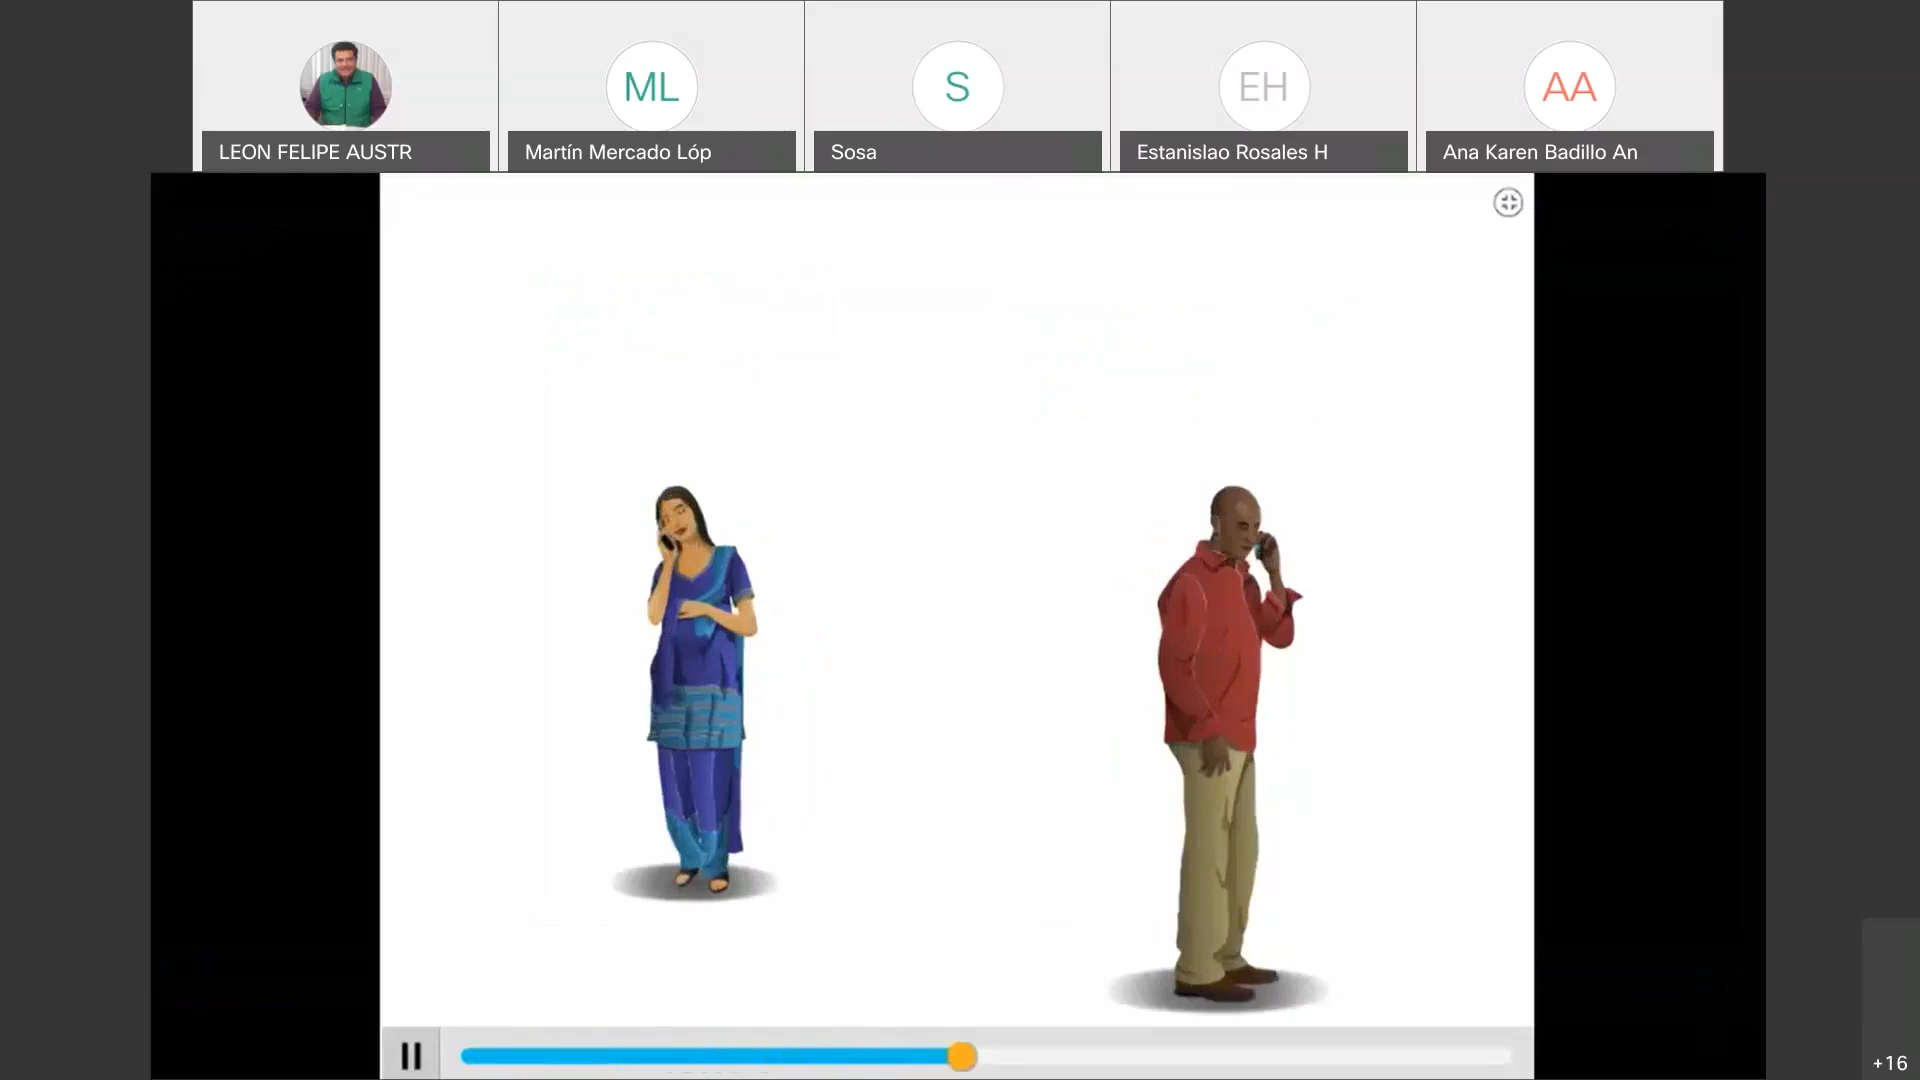 ML
S
EH
AA
LEON FELIPE AUSTR
Martín Mercado Lóp
Sosa
Estanislao Rosales H
Ana Karen Badillo An
+16